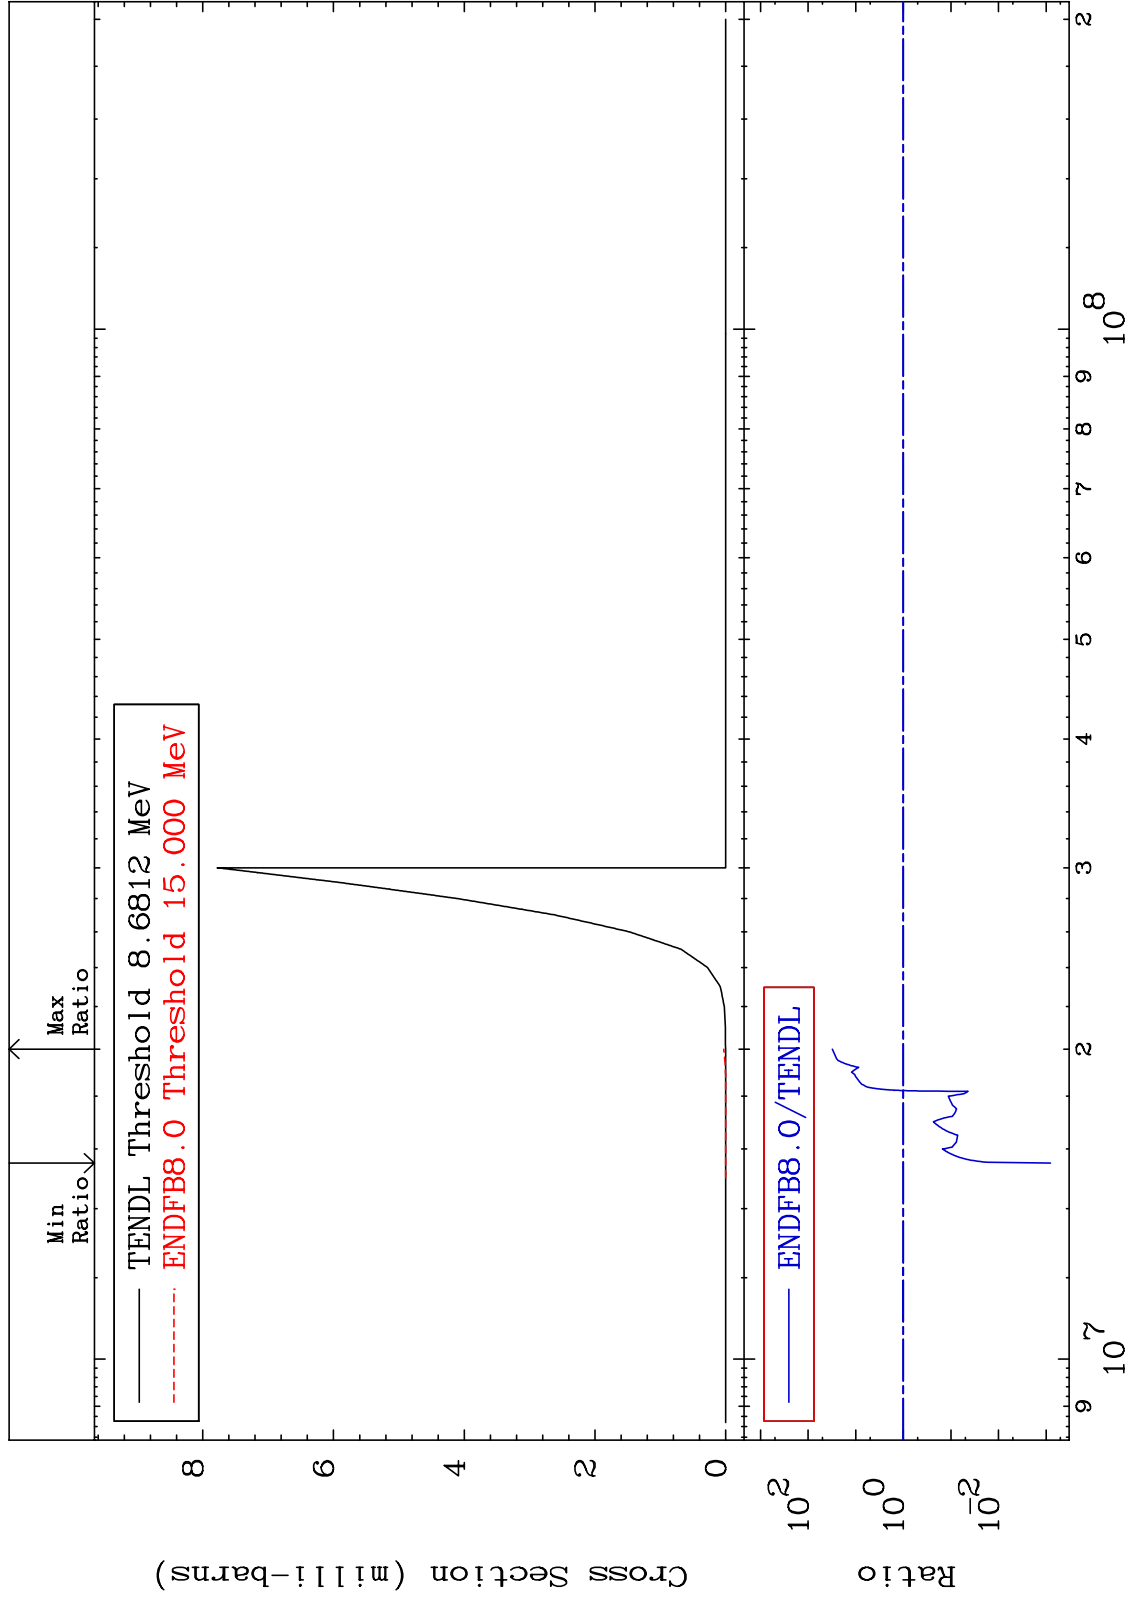 Min
Ratio
Max
Ratio
TENDL Threshold 8.6812 MeV
ENDFB8.0 Threshold 15.000 MeV
8
6
4
2
0
Cross Section (milli-barns)
ENDFB8.0/TENDL
10^2
10^0
10^-2
Ratio
9
10^7
2
3
4
5
6
7
8
9
10^8
2